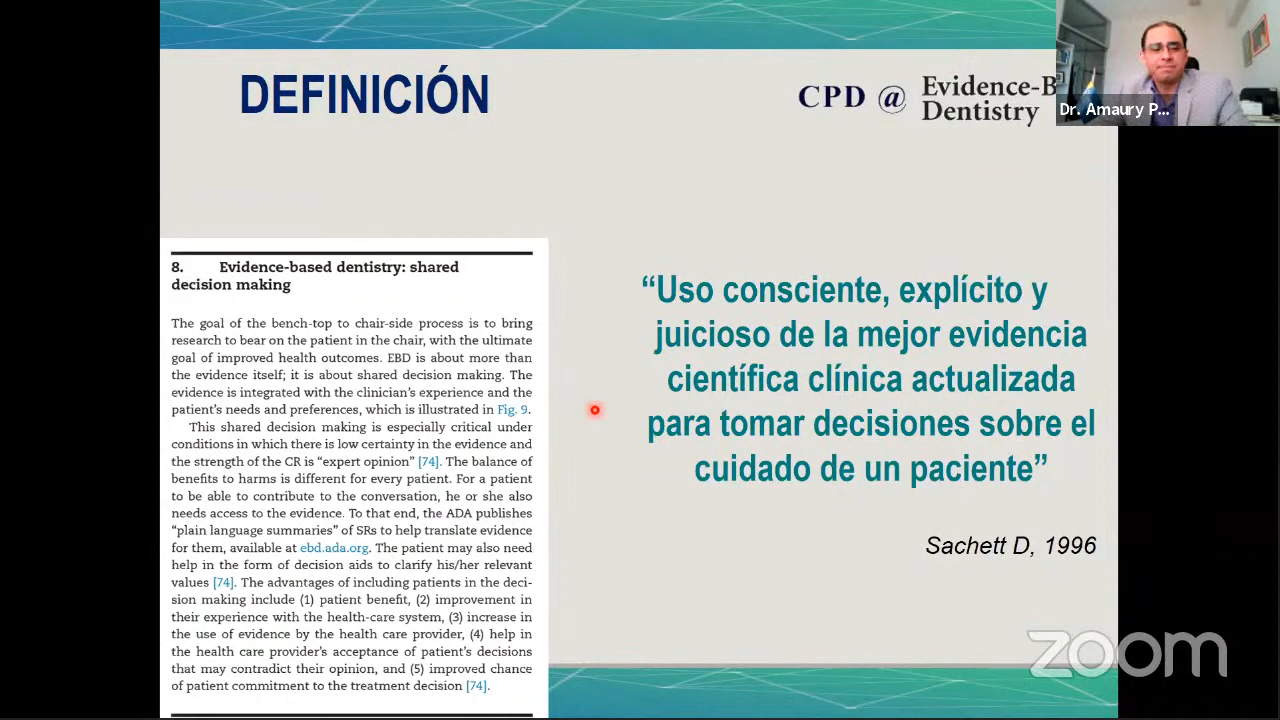 DEFINICIÓN
CPD @ Evidence-B
Dentistry
Dr. Amaury P...
8. Evidence-based dentistry: shared
decision making
The goal of the bench-top to chair-side process is to bring
research to bear on the patient in the chair, with the ultimate
goal of improved health outcomes. EBD is about more than
the evidence itself; it is about shared decision making. The
evidence is integrated with the clinician's experience and the
patient's needs and preferences, which is illustrated in Fig. 9.
This shared decision making is especially critical under
conditions in which there is low certainty in the evidence and
the strength of the CR is “expert opinion” [74]. The balance of
benefits to harms is different for every patient. For a patient
to be able to contribute to the conversation, he or she also
needs access to the evidence. To that end, the ADA publishes
“plain language summaries” of SRs to help translate evidence
for them, available at ebd.ada.org. The patient may also need
help in the form of decision aids to clarify his/her relevant
values [74]. The advantages of including patients in the deci-
sion making include (1) patient benefit, (2) improvement in
their experience with the health-care system, (3) increase in
the use of evidence by the health care provider, (4) help in
the health care provider's acceptance of patient's decisions
that may contradict their opinion, and (5) improved chance
of patient commitment to the treatment decision [74].
“Uso consciente, explícito y
juicioso de la mejor evidencia
científica clínica actualizada
para tomar decisiones sobre el
cuidado de un paciente”
Sachett D, 1996
zoom